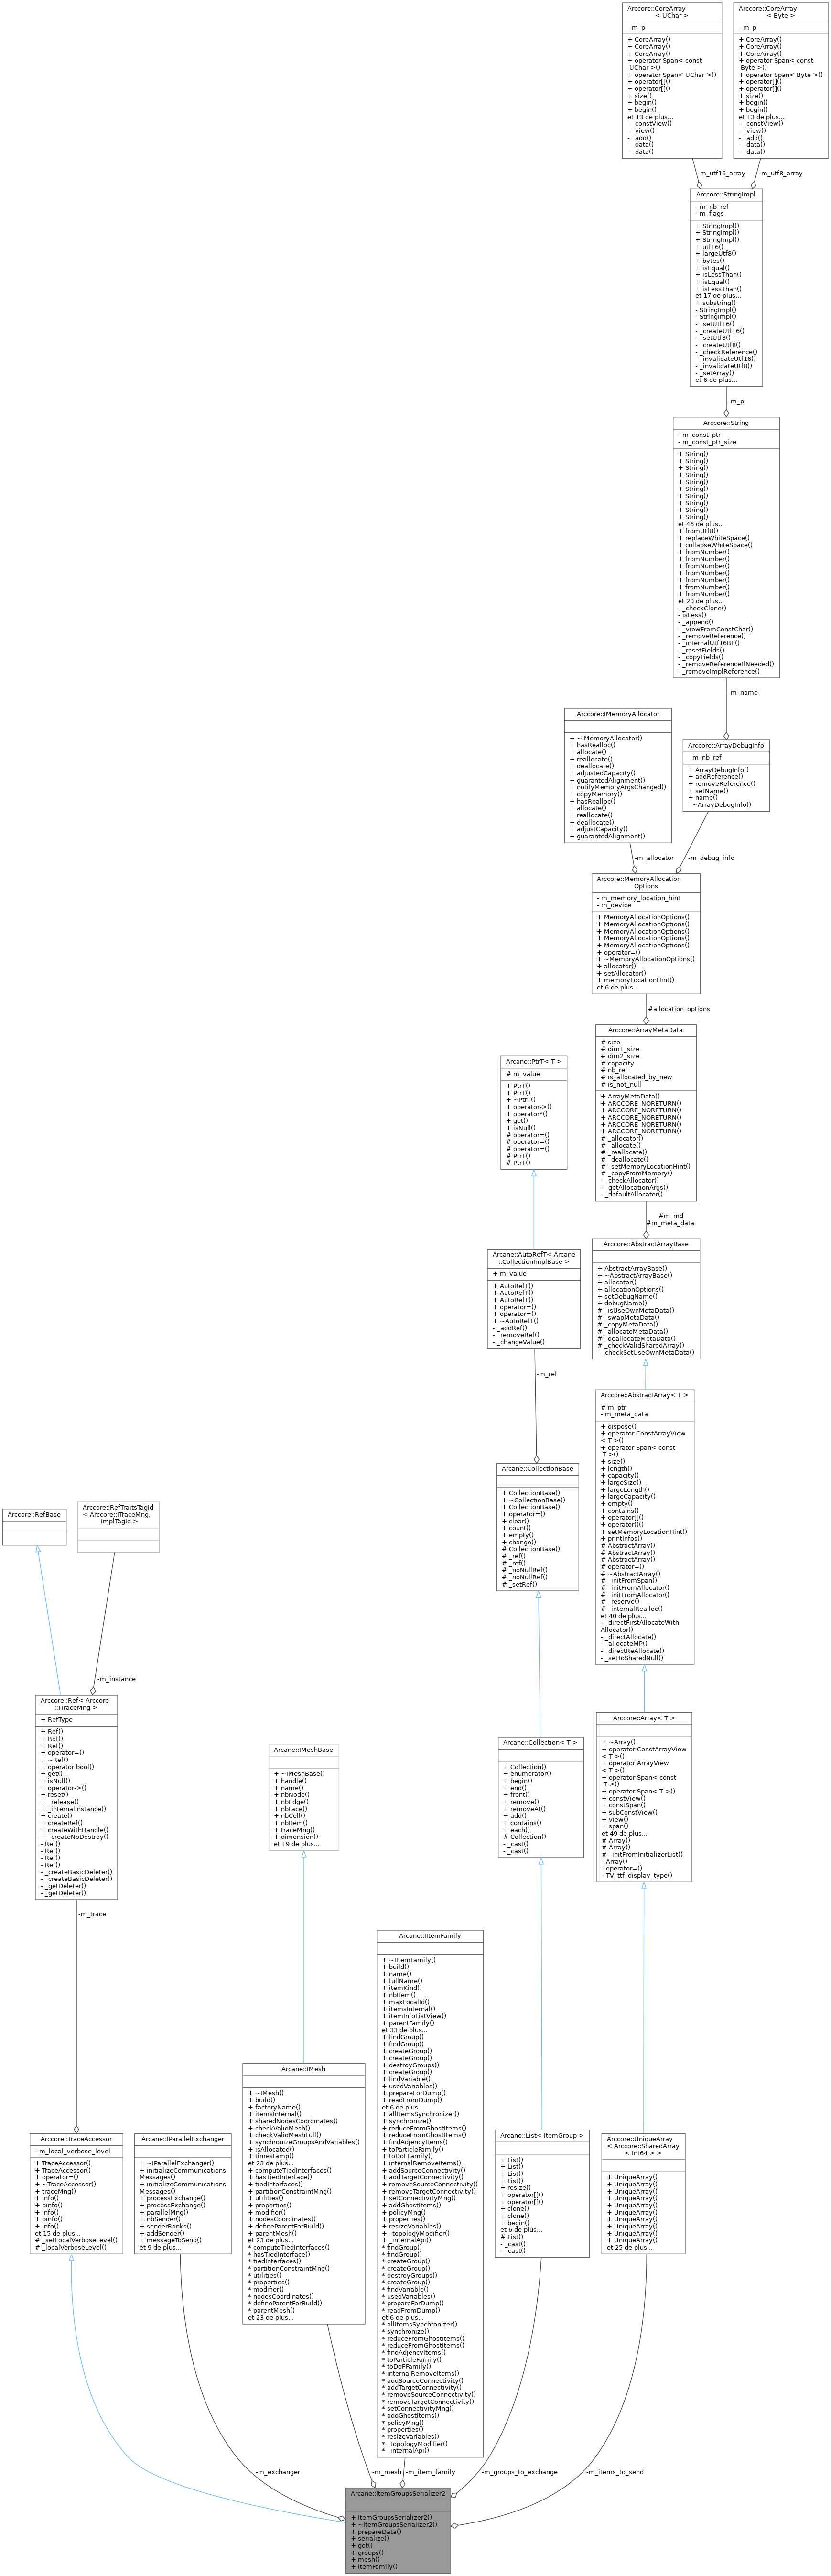 Arccore::CoreArray
< UChar >
- m_p
+ CoreArray()
+ CoreArray()
+ CoreArray()
+ operator Span< const
UChar >()
+ operator Span< UChar >()
+ operator[]()
+ operator[]()
+ size()
+ begin()
+ begin()
et 13 de plus...
- _constView()
- _view()
- _add()
- _data()
- _data()
Arccore::CoreArray
< Byte >
- m_p
+ CoreArray()
+ CoreArray()
+ CoreArray()
+ operator Span< const
Byte >()
+ operator Span< Byte >()
+ operator[]()
+ operator[]()
+ size()
+ begin()
+ begin()
et 13 de plus...
- _constView()
- _view()
- _add()
- _data()
- _data()
-m_utf16_array
-m_utf8_array
Arccore::StringImpl
- m_nb_ref
- m_flags
+ StringImpl()
+ StringImpl()
+ StringImpl()
+ utf16()
+ largeUtf8()
+ bytes()
+ isEqual()
+ isLessThan()
+ isEqual()
+ isLessThan()
et 17 de plus...
+ substring()
- StringImpl()
- StringImpl()
- _setUtf16()
- _createUtf16()
- _setUtf8()
- _createUtf8()
- _checkReference()
- _invalidateUtf16()
- _invalidateUtf8()
- _setArray()
et 6 de plus...
-m_p
Arccore::String
- m_const_ptr
- m_const_ptr_size
+ String()
+ String()
+ String()
+ String()
+ String()
+ String()
+ String()
+ String()
+ String()
+ String()
et 46 de plus...
+ fromUtf8()
+ replaceWhiteSpace()
+ collapseWhiteSpace()
+ fromNumber()
+ fromNumber()
+ fromNumber()
+ fromNumber()
+ fromNumber()
+ fromNumber()
+ fromNumber()
et 20 de plus...
- _checkClone()
- isLess()
- _append()
- _viewFromConstChar()
- _removeReference()
- _internalUtf16BE()
- _resetFields()
- _copyFields()
- _removeReferenceIfNeeded()
- _removeImplReference()
-m_name
Arccore::IMemoryAllocator
+ ~IMemoryAllocator()
+ hasRealloc()
+ allocate()
+ reallocate()
+ deallocate()
+ adjustedCapacity()
+ guarantedAlignment()
+ notifyMemoryArgsChanged()
+ copyMemory()
+ hasRealloc()
+ allocate()
+ reallocate()
+ deallocate()
+ adjustCapacity()
+ guarantedAlignment()
Arccore::ArrayDebugInfo
- m_nb_ref
+ ArrayDebugInfo()
+ addReference()
+ removeReference()
+ setName()
+ name()
- ~ArrayDebugInfo()
-m_allocator
-m_debug_info
Arccore::MemoryAllocation
Options
- m_memory_location_hint
- m_device
+ MemoryAllocationOptions()
+ MemoryAllocationOptions()
+ MemoryAllocationOptions()
+ MemoryAllocationOptions()
+ MemoryAllocationOptions()
+ operator=()
+ ~MemoryAllocationOptions()
+ allocator()
+ setAllocator()
+ memoryLocationHint()
et 6 de plus...
#allocation_options
Arccore::ArrayMetaData
# size
# dim1_size
# dim2_size
# capacity
# nb_ref
# is_allocated_by_new
# is_not_null
+ ArrayMetaData()
+ ARCCORE_NORETURN()
+ ARCCORE_NORETURN()
+ ARCCORE_NORETURN()
+ ARCCORE_NORETURN()
+ ARCCORE_NORETURN()
# _allocator()
# _allocate()
# _reallocate()
# _deallocate()
# _setMemoryLocationHint()
# _copyFromMemory()
- _checkAllocator()
- _getAllocationArgs()
- _defaultAllocator()
#m_md
#m_meta_data
Arcane::PtrT< T >
# m_value
+ PtrT()
+ PtrT()
+ ~PtrT()
+ operator->()
+ operator*()
+ get()
+ isNull()
# operator=()
# operator=()
# operator=()
# PtrT()
# PtrT()
Arcane::AutoRefT< Arcane
::CollectionImplBase >
+ m_value
+ AutoRefT()
+ AutoRefT()
+ AutoRefT()
+ operator=()
+ operator=()
+ ~AutoRefT()
- _addRef()
- _removeRef()
- _changeValue()
-m_ref
Arccore::AbstractArrayBase
+ AbstractArrayBase()
+ ~AbstractArrayBase()
+ allocator()
+ allocationOptions()
+ setDebugName()
+ debugName()
# _isUseOwnMetaData()
# _swapMetaData()
# _copyMetaData()
# _allocateMetaData()
# _deallocateMetaData()
# _checkValidSharedArray()
- _checkSetUseOwnMetaData()
Arccore::AbstractArray< T >
# m_ptr
- m_meta_data
+ dispose()
+ operator ConstArrayView
< T >()
+ operator Span< const
T >()
+ size()
+ length()
+ capacity()
+ largeSize()
+ largeLength()
+ largeCapacity()
+ empty()
+ contains()
+ operator[]()
+ operator()()
+ setMemoryLocationHint()
+ printInfos()
# AbstractArray()
# AbstractArray()
# AbstractArray()
# operator=()
# ~AbstractArray()
# _initFromSpan()
# _initFromAllocator()
# _initFromAllocator()
# _reserve()
# _internalRealloc()
et 40 de plus...
- _directFirstAllocateWith
Allocator()
- _directAllocate()
- _allocateMP()
- _directReAllocate()
- _setToSharedNull()
Arcane::CollectionBase
+ CollectionBase()
+ ~CollectionBase()
+ CollectionBase()
+ operator=()
+ clear()
+ count()
+ empty()
+ change()
# CollectionBase()
# _ref()
# _ref()
# _noNullRef()
# _noNullRef()
# _setRef()
Arccore::RefBase
Arccore::RefTraitsTagId
< Arccore::ITraceMng,
ImplTagId >
-m_instance
Arccore::Ref< Arccore
::ITraceMng >
+ RefType
+ Ref()
+ Ref()
+ Ref()
+ operator=()
+ ~Ref()
+ operator bool()
+ get()
+ isNull()
+ operator->()
+ reset()
+ _release()
+ _internalInstance()
+ create()
+ createRef()
+ createWithHandle()
+ _createNoDestroy()
- Ref()
- Ref()
- Ref()
- Ref()
- _createBasicDeleter()
- _createBasicDeleter()
- _getDeleter()
- _getDeleter()
-m_trace
Arcane::IMeshBase
+ ~IMeshBase()
+ handle()
+ name()
+ nbNode()
+ nbEdge()
+ nbFace()
+ nbCell()
+ nbItem()
+ traceMng()
+ dimension()
et 19 de plus...
Arcane::Collection< T >
+ Collection()
+ enumerator()
+ begin()
+ end()
+ front()
+ remove()
+ removeAt()
+ add()
+ contains()
+ each()
# Collection()
- _cast()
- _cast()
Arccore::Array< T >
+ ~Array()
+ operator ConstArrayView
< T >()
+ operator ArrayView
< T >()
+ operator Span< const
T >()
+ operator Span< T >()
+ constView()
+ constSpan()
+ subConstView()
+ view()
+ span()
et 49 de plus...
# Array()
# Array()
# _initFromInitializerList()
- Array()
- operator=()
- TV_ttf_display_type()
Arccore::TraceAccessor
- m_local_verbose_level
+ TraceAccessor()
+ TraceAccessor()
+ operator=()
+ ~TraceAccessor()
+ traceMng()
+ info()
+ pinfo()
+ info()
+ pinfo()
+ info()
et 15 de plus...
# _setLocalVerboseLevel()
# _localVerboseLevel()
Arcane::IParallelExchanger
+ ~IParallelExchanger()
+ initializeCommunications
Messages()
+ initializeCommunications
Messages()
+ processExchange()
+ processExchange()
+ parallelMng()
+ nbSender()
+ senderRanks()
+ addSender()
+ messageToSend()
et 9 de plus...
Arcane::IMesh
+ ~IMesh()
+ build()
+ factoryName()
+ itemsInternal()
+ sharedNodesCoordinates()
+ checkValidMesh()
+ checkValidMeshFull()
+ synchronizeGroupsAndVariables()
+ isAllocated()
+ timestamp()
et 23 de plus...
+ computeTiedInterfaces()
+ hasTiedInterface()
+ tiedInterfaces()
+ partitionConstraintMng()
+ utilities()
+ properties()
+ modifier()
+ nodesCoordinates()
+ defineParentForBuild()
+ parentMesh()
et 23 de plus...
* computeTiedInterfaces()
* hasTiedInterface()
* tiedInterfaces()
* partitionConstraintMng()
* utilities()
* properties()
* modifier()
* nodesCoordinates()
* defineParentForBuild()
* parentMesh()
et 23 de plus...
Arcane::IItemFamily
+ ~IItemFamily()
+ build()
+ name()
+ fullName()
+ itemKind()
+ nbItem()
+ maxLocalId()
+ itemsInternal()
+ itemInfoListView()
+ parentFamily()
et 33 de plus...
+ findGroup()
+ findGroup()
+ createGroup()
+ createGroup()
+ destroyGroups()
+ createGroup()
+ findVariable()
+ usedVariables()
+ prepareForDump()
+ readFromDump()
et 6 de plus...
+ allItemsSynchronizer()
+ synchronize()
+ reduceFromGhostItems()
+ reduceFromGhostItems()
+ findAdjencyItems()
+ toParticleFamily()
+ toDoFFamily()
+ internalRemoveItems()
+ addSourceConnectivity()
+ addTargetConnectivity()
+ removeSourceConnectivity()
+ removeTargetConnectivity()
+ setConnectivityMng()
+ addGhostItems()
+ policyMng()
+ properties()
+ resizeVariables()
+ _topologyModifier()
+ _internalApi()
* findGroup()
* findGroup()
* createGroup()
* createGroup()
* destroyGroups()
* createGroup()
* findVariable()
* usedVariables()
* prepareForDump()
* readFromDump()
et 6 de plus...
* allItemsSynchronizer()
* synchronize()
* reduceFromGhostItems()
* reduceFromGhostItems()
* findAdjencyItems()
* toParticleFamily()
* toDoFFamily()
* internalRemoveItems()
* addSourceConnectivity()
* addTargetConnectivity()
* removeSourceConnectivity()
* removeTargetConnectivity()
* setConnectivityMng()
* addGhostItems()
* policyMng()
* properties()
* resizeVariables()
* _topologyModifier()
* _internalApi()
Arcane::List< ItemGroup >
+ List()
+ List()
+ List()
+ List()
+ resize()
+ operator[]()
+ operator[]()
+ clone()
+ clone()
+ begin()
et 6 de plus...
# List()
- _cast()
- _cast()
Arccore::UniqueArray
< Arccore::SharedArray
< Int64 > >
+ UniqueArray()
+ UniqueArray()
+ UniqueArray()
+ UniqueArray()
+ UniqueArray()
+ UniqueArray()
+ UniqueArray()
+ UniqueArray()
+ UniqueArray()
+ UniqueArray()
et 25 de plus...
-m_exchanger
-m_mesh
-m_item_family
-m_groups_to_exchange
-m_items_to_send
Arcane::ItemGroupsSerializer2
+ ItemGroupsSerializer2()
+ ~ItemGroupsSerializer2()
+ prepareData()
+ serialize()
+ get()
+ groups()
+ mesh()
+ itemFamily()